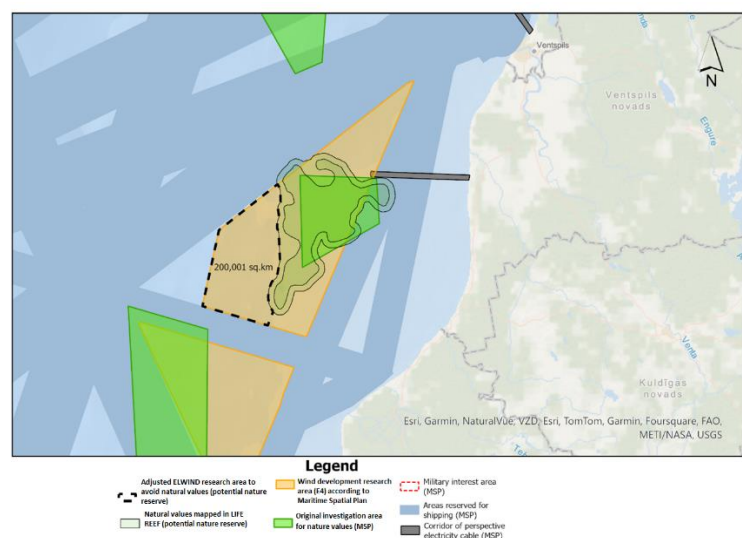 Ventspils
N
Ventspils
novads
Engure
200,001 sq.km
Venta
Kuldīgas
novads
Esri, Garmin, NaturalVue, VZD, Esri, TomTom, Garmin, Foursquare, FAO,
METI/NASA, USGS
Legend
Adjusted ELWIND research area to
avoid natural values (potential nature
reserve)
Natural values mapped in LIFE
REEF (potential nature reserve)
Wind development research
area (E4) according to
Maritime Spatial Plan
Original investigation area
for nature values (MSP)
Military interest area
(MSP)
Areas reserved for
shipping (MSP)
Corridor of perspective
electricity cable (MSP)